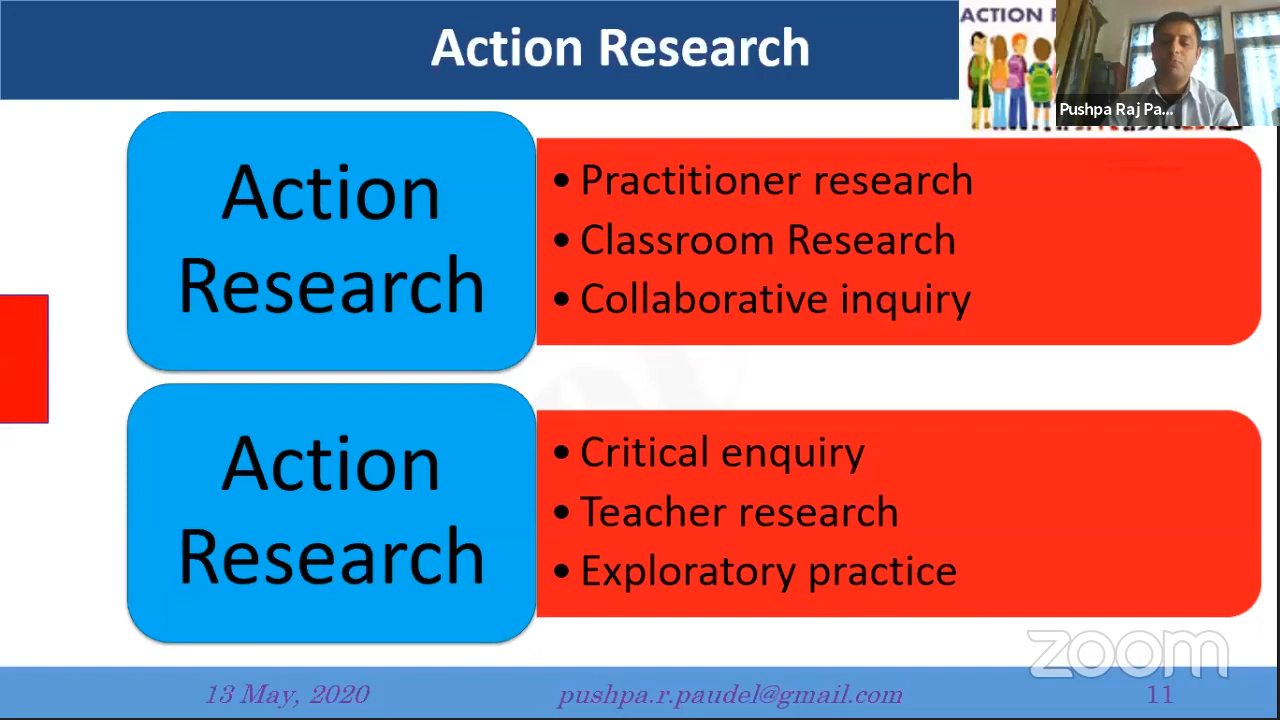 Action Research
ACTION
Pushpa Raj Pa...
Action
Research
• Practitioner research
• Classroom Research
• Collaborative inquiry
Action
Research
• Critical enquiry
• Teacher research
• Exploratory practice
zoom
13 May, 2020
pushpa.r.paudel@gmail.com
11